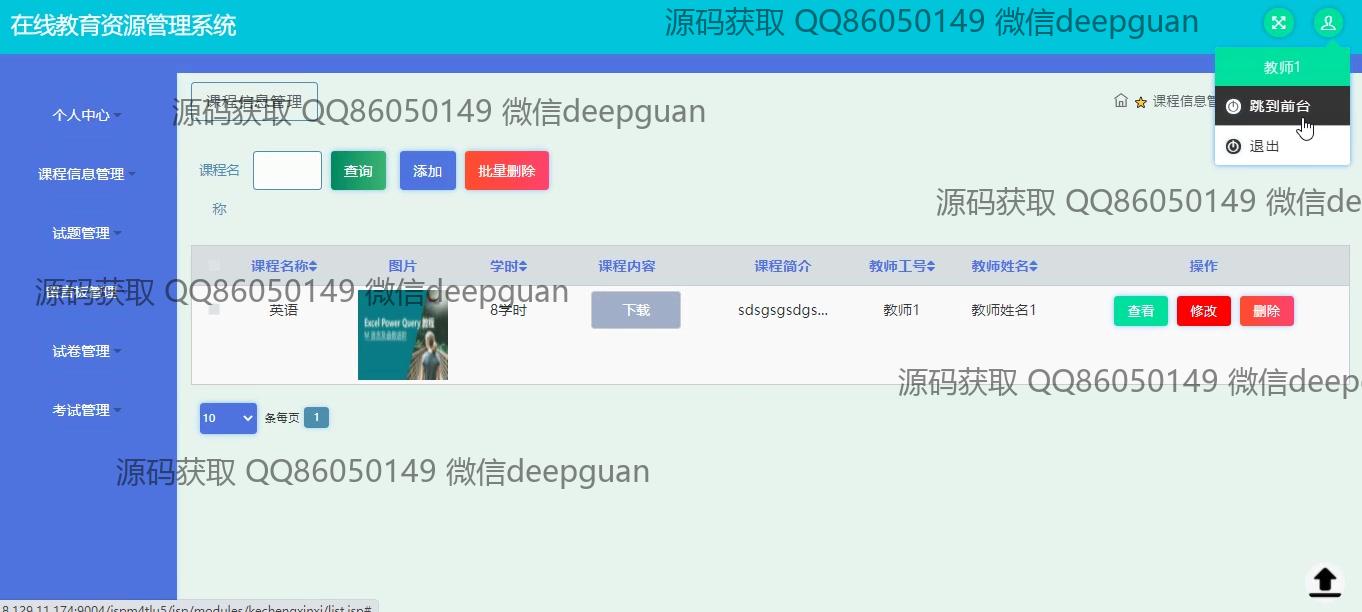 在线教育资源管理系统
源码获取 QQ86050149 微信deepguan
教师1
跳到前台
退出
个人中心
课程信息管理
试题管理
留言板管理
试卷管理
考试管理
课程信息管理
源码获取 QQ86050149 微信deepguan
课程信息管
课程名
称
查询
添加
批量删除
源码获取 QQ86050149 微信de
课程名称 图片 学时 课程内容 课程简介 教师工号 教师姓名 操作
源码获取 QQ86050149 微信deepguan
英语 8学时 下载 sdsgsgsdgs... 教师1 教师姓名1 查看 修改 删除
Excel Power Query 教程
源码获取 QQ86050149 微信deep
10 条每页 1
源码获取 QQ86050149 微信deepguan
8.129.11.174:9004/jspm4tlu5/jsp/modules/kechengxinxi/list.jsp#